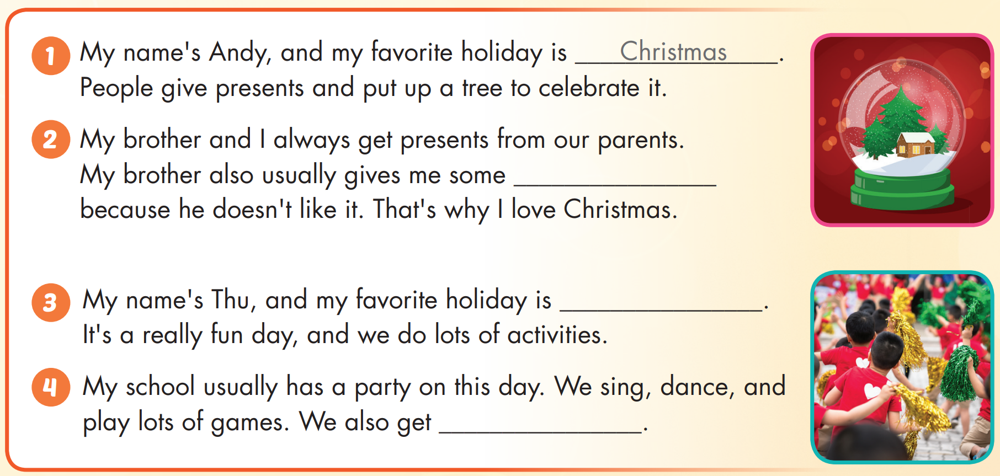 1 My name's Andy, and my favorite holiday is Christmas.
People give presents and put up a tree to celebrate it.
2 My brother and I always get presents from our parents.
My brother also usually gives me some ________________
because he doesn't like it. That's why I love Christmas.
3 My name's Thu, and my favorite holiday is ________________.
It's a really fun day, and we do lots of activities.
4 My school usually has a party on this day. We sing, dance, and
play lots of games. We also get ________________.